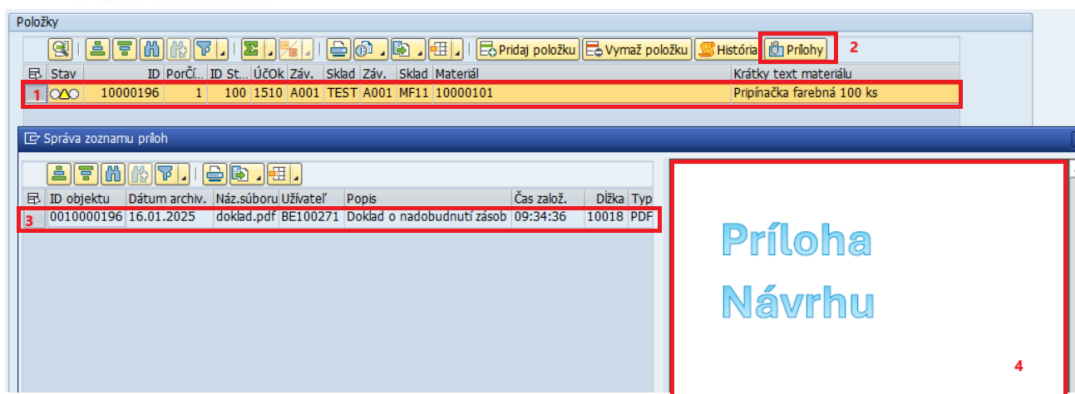 Položky
Pridaj položku Vymaž položku História Prílohy 2
Stav ID PorČí... ID St... ÚčOk Záv. Sklad Záv. Sklad Materiál Krátky text materiálu
1 10000196 1 100 1510 A001 TEST A001 MF11 10000101 Pripínačka farebná 100 ks
Správa zoznamu príloh
ID objektu Dátum archiv. Náz.súboru Užívateľ Popis Čas založ. Dĺžka Typ
3 0010000196 16.01.2025 doklad.pdf BE100271 Doklad o nadobudnutí zásob 09:34:36 10018 PDF
Príloha
Návrhu
4